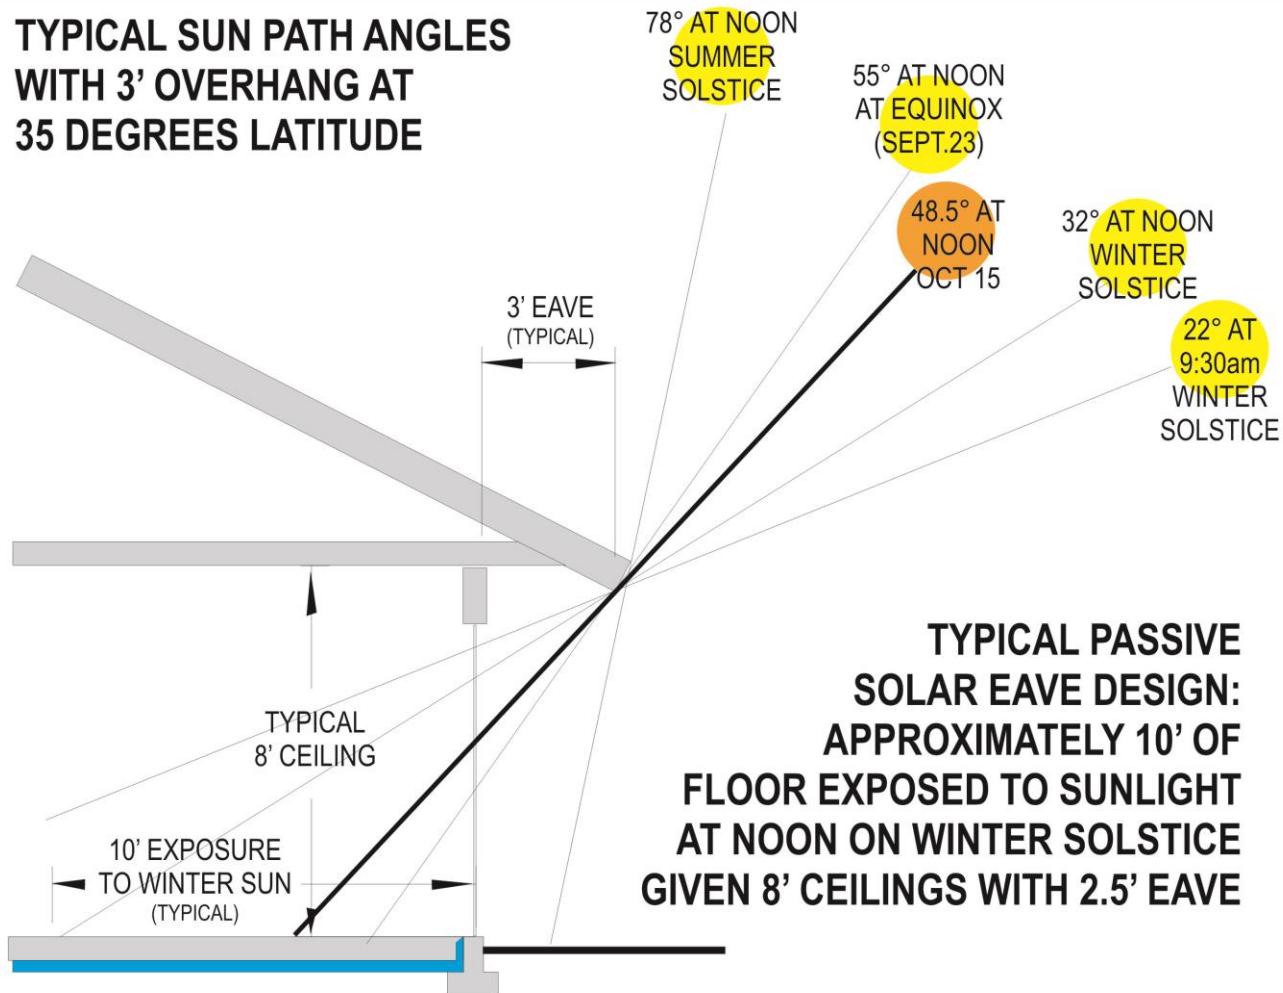 TYPICAL SUN PATH ANGLES
WITH 3’ OVERHANG AT
35 DEGREES LATITUDE
78° AT NOON
SUMMER
SOLSTICE
55° AT NOON
AT EQUINOX
(SEPT.23)
48.5° AT
NOON
OCT 15
32° AT NOON
WINTER
SOLSTICE
22° AT
9:30am
WINTER
SOLSTICE
3’ EAVE
(TYPICAL)
TYPICAL
8’ CEILING
10’ EXPOSURE
TO WINTER SUN
(TYPICAL)
TYPICAL PASSIVE
SOLAR EAVE DESIGN:
APPROXIMATELY 10’ OF
FLOOR EXPOSED TO SUNLIGHT
AT NOON ON WINTER SOLSTICE
GIVEN 8’ CEILINGS WITH 2.5’ EAVE